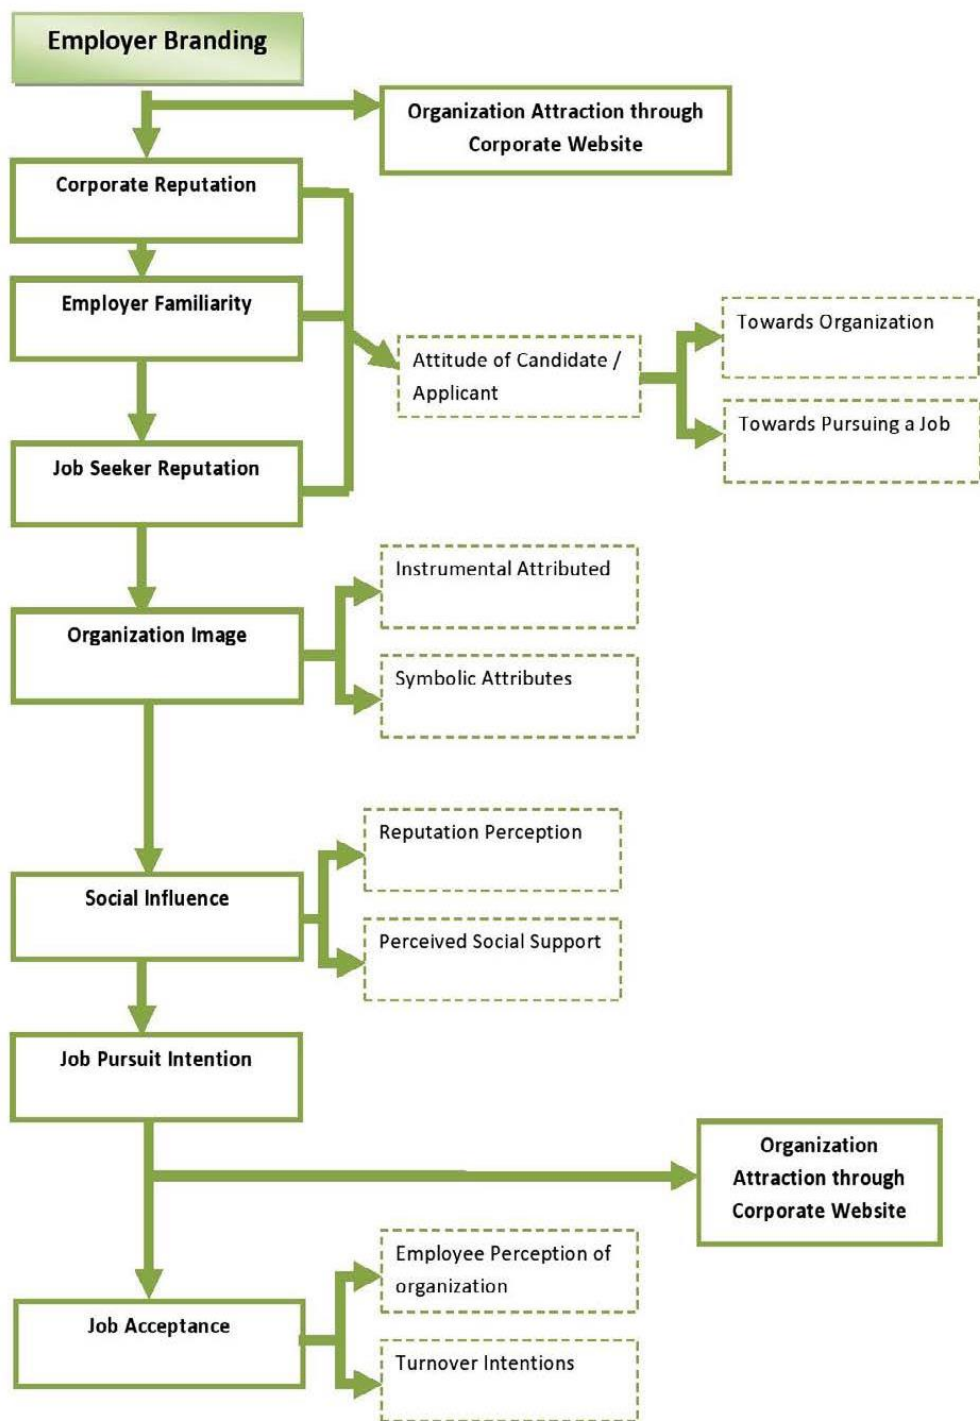 Employer Branding
Organization Attraction through
Corporate Website
Corporate Reputation
Employer Familiarity
Attitude of Candidate /
Applicant
Towards Organization
Towards Pursuing a Job
Job Seeker Reputation
Instrumental Attributed
Organization Image
Symbolic Attributes
Reputation Perception
Social Influence
Perceived Social Support
Job Pursuit Intention
Organization
Attraction through
Corporate Website
Employee Perception of
organization
Job Acceptance
Turnover Intentions